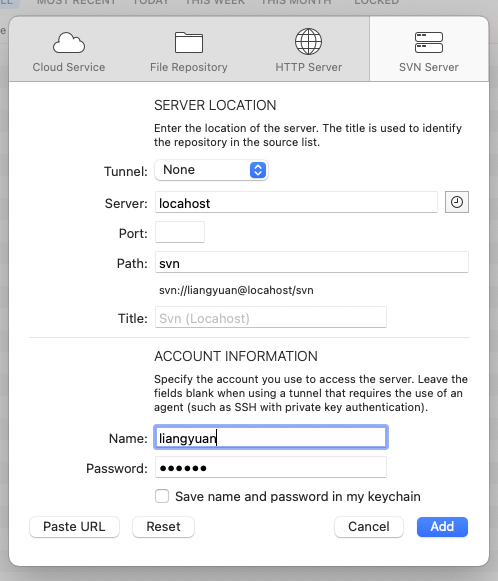 MOST RECENT TODAY THIS WEEK THIS MONTH LOCKED
Cloud Service File Repository HTTP Server SVN Server
SERVER LOCATION
Enter the location of the server. The title is used to identify
the repository in the source list.
Tunnel: None
Server: locahost
Port:
Path: svn
svn://liangyuan@locahost/svn
Title: Svn (Locahost)
ACCOUNT INFORMATION
Specify the account you use to access the server. Leave the
fields blank when using a tunnel that requires the use of an
agent (such as SSH with private key authentication).
Name: liangyuan
Password: ●●●●●●
Save name and password in my keychain
Paste URL Reset Cancel Add